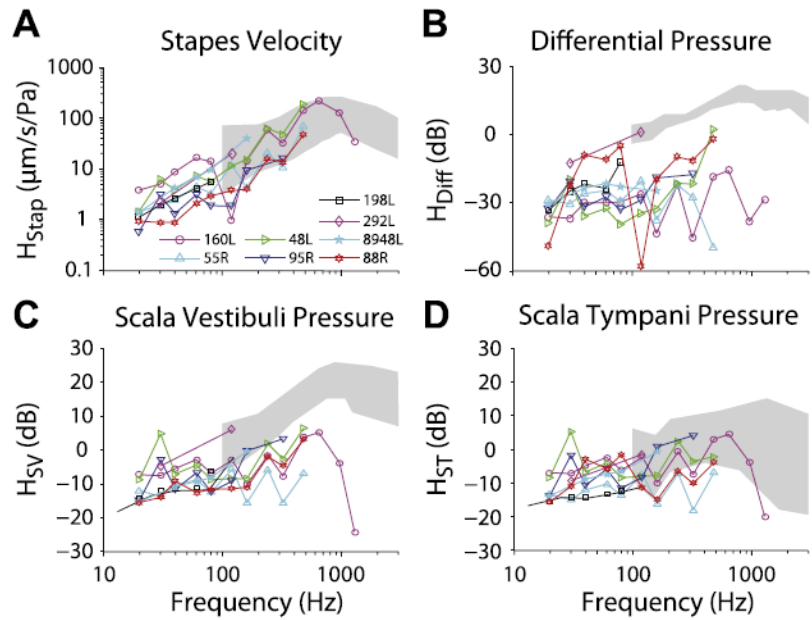 A Stapes Velocity
1000
100
10
1
0.1
H_Stap (μm/s/Pa)
198L
292L
160L 48L 8948L
55R 95R 88R
B Differential Pressure
30
0
-30
-60
H_Diff (dB)
C Scala Vestibuli Pressure
30
20
10
0
-10
-20
-30
H_SV (dB)
10 100 1000
Frequency (Hz)
D Scala Tympani Pressure
30
20
10
0
-10
-20
-30
H_ST (dB)
10 100 1000
Frequency (Hz)